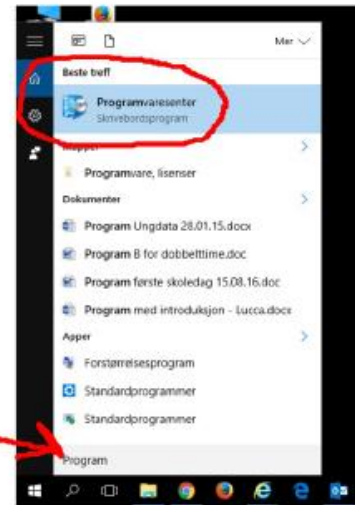 Mer
Beste treff
Programvaresenter
Skrivebordsprogram
Mapper
Programvare, lisenser
Dokumenter
Program Ungdata 28.01.15.docx
Program B for dobbelttime.doc
Program første skoledag 15.08.16.doc
Program med introduksjon - Lucca.docx
Apper
Forstørrelsesprogram
Standardprogrammer
Standardprogrammer
Program